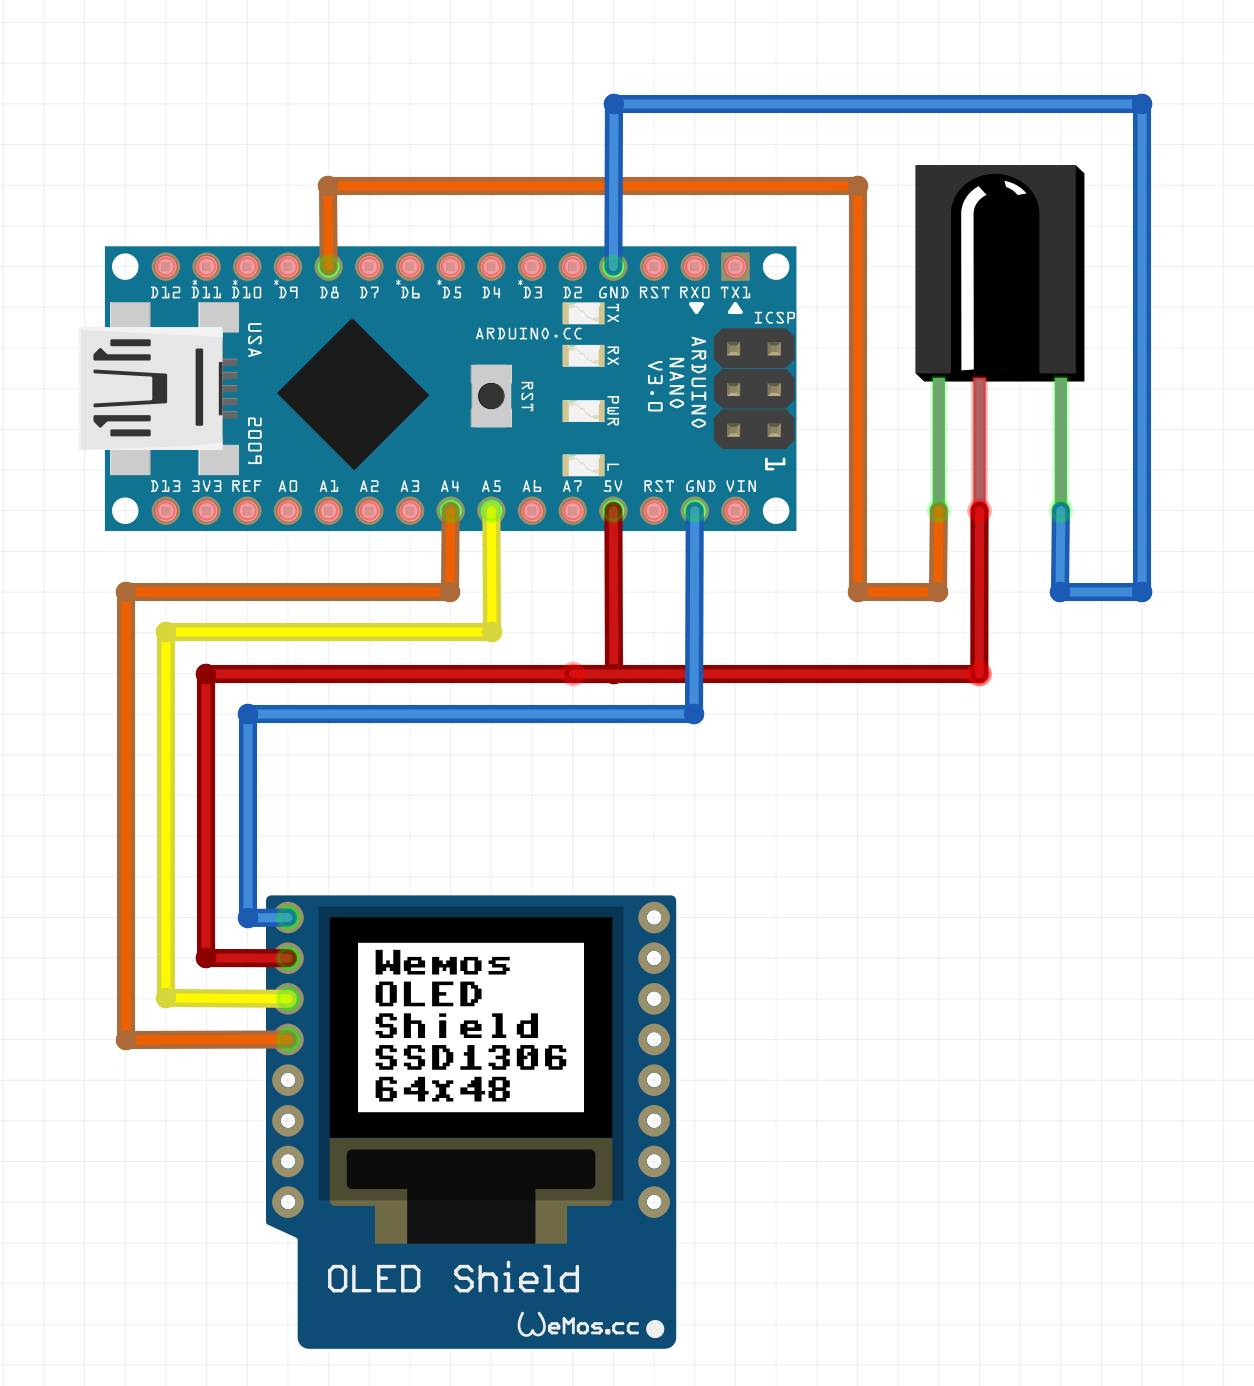 D12 *D11 *D10 *D9 D8 D7 *D6 *D5 D4 *D3 D2 GND RST RX0 TX1
TX
ICSP
ARDUINO.CC
USA
RX
ARDUINO
NANO
V3.0
RST
PWR
2009
L
1
D13 3V3 REF A0 A1 A2 A3 A4 A5 A6 A7 5V RST GND VIN
Wemos
OLED
Shield
SSD1306
64x48
OLED Shield
WeMos.cc